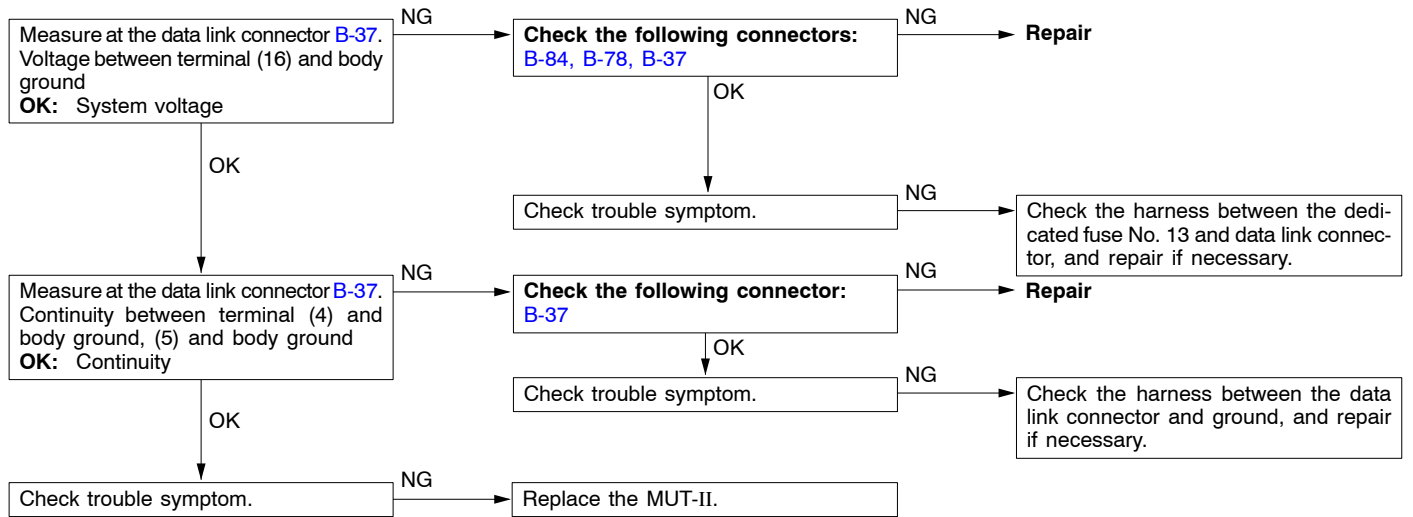 Measure at the data link connector B-37.
Voltage between terminal (16) and body
ground
OK: System voltage
NG
Check the following connectors:
B-84, B-78, B-37
NG
Repair
OK
OK
Check trouble symptom.
NG
Check the harness between the dedi-
cated fuse No. 13 and data link connec-
tor, and repair if necessary.
Measure at the data link connector B-37.
Continuity between terminal (4) and
body ground, (5) and body ground
OK: Continuity
NG
Check the following connector:
B-37
NG
Repair
OK
OK
Check trouble symptom.
NG
Check the harness between the data
link connector and ground, and repair
if necessary.
Check trouble symptom.
NG
Replace the MUT-II.